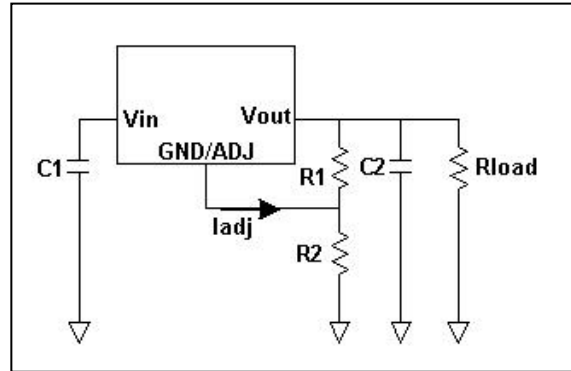 Vin
Vout
GND/ADJ
C1
R1
C2
Rload
Iadj
R2